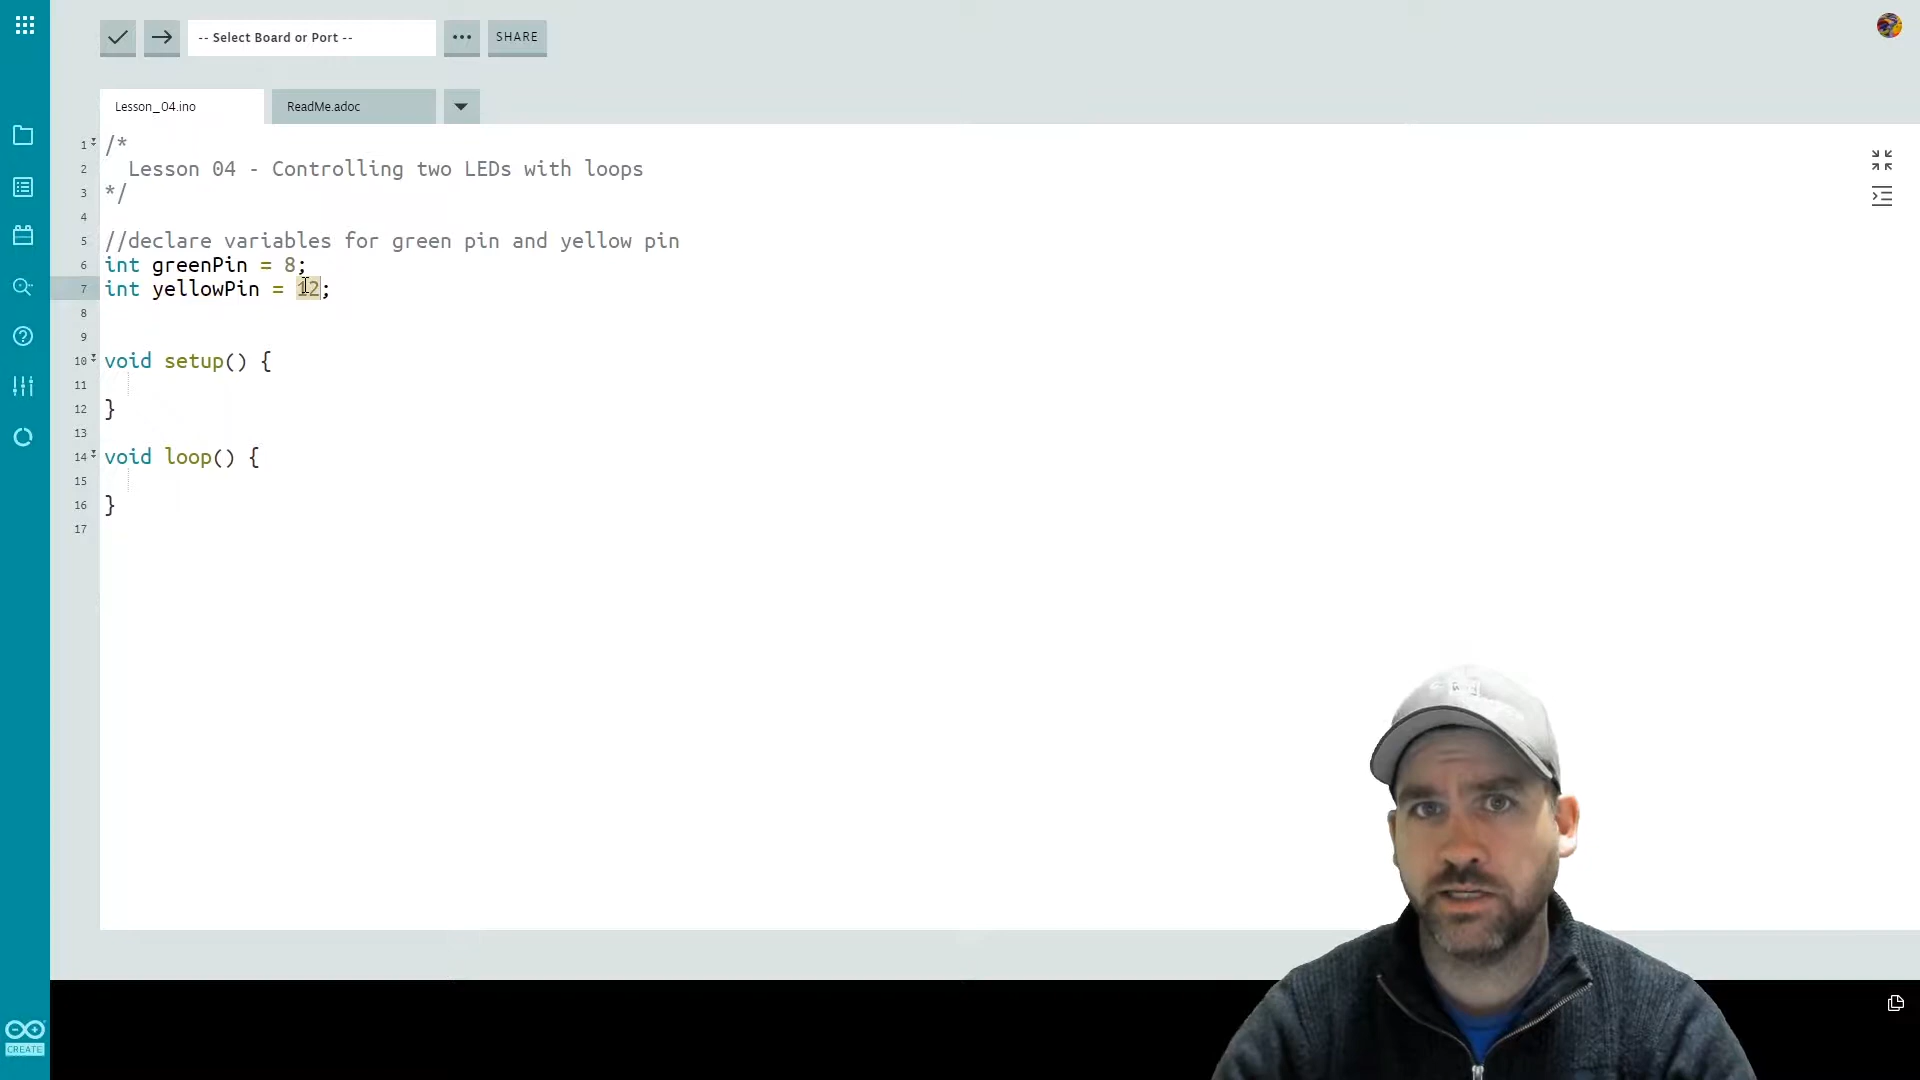 -- Select Board or Port --
SHARE
Lesson_04.ino
ReadMe.adoc
1 /*
2 Lesson 04 - Controlling two LEDs with loops
3 */
4
5 //declare variables for green pin and yellow pin
6 int greenPin = 8;
7 int yellowPin = 12;
8
9
10 void setup() {
11
12 }
13
14 void loop() {
15
16 }
17
CREATE